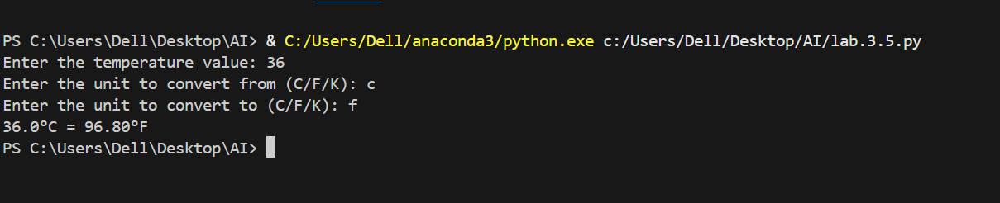 PS C:\Users\Dell\Desktop\AI> & C:/Users/Dell/anaconda3/python.exe c:/Users/Dell/Desktop/AI/lab.3.5.py
Enter the temperature value: 36
Enter the unit to convert from (C/F/K): c
Enter the unit to convert to (C/F/K): f
36.0°C = 96.80°F
PS C:\Users\Dell\Desktop\AI>